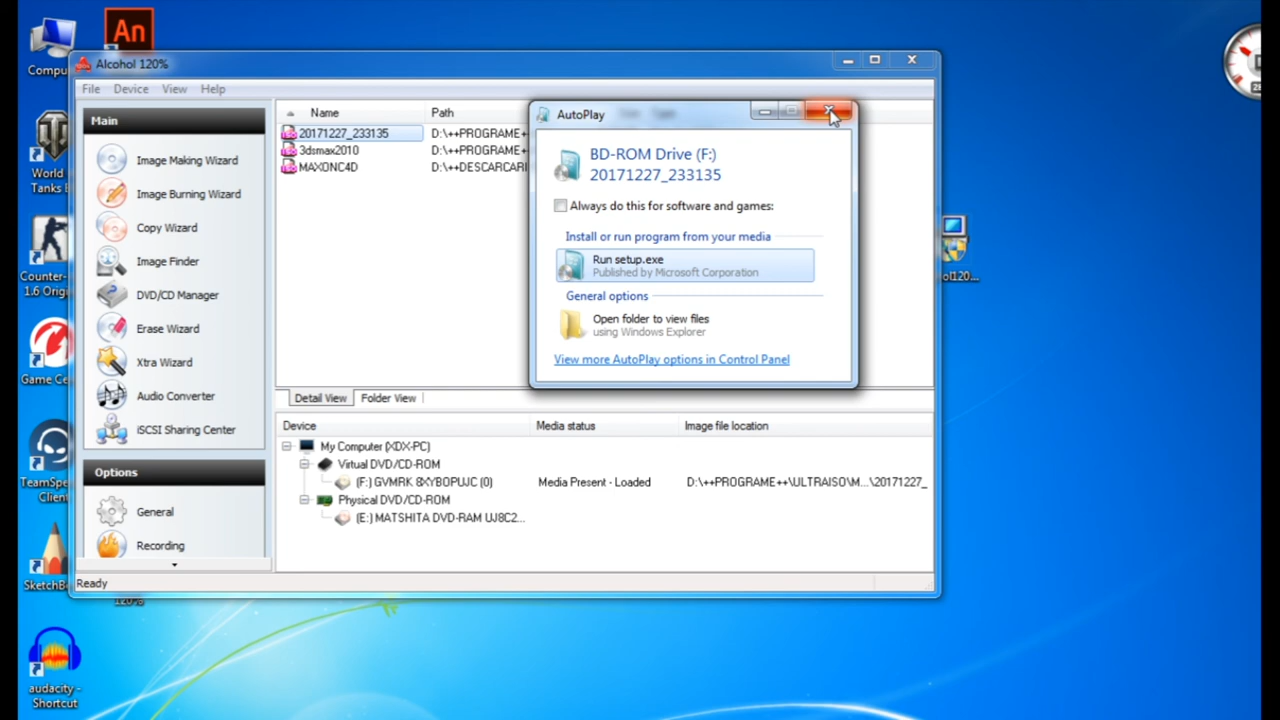 An
Compu
World
Tanks
Counter-
1.6 Origi
Game Ce
TeamSpe
Client
SketchB
120%
audacity -
Shortcut
ol120...
28
Alcohol 120%
File Device View Help
Main
Image Making Wizard
Image Burning Wizard
Copy Wizard
Image Finder
DVD/CD Manager
Erase Wizard
Xtra Wizard
Audio Converter
iSCSI Sharing Center
Options
General
Recording
Ready
Name Path
20171227_233135 D:\++PROGRAME+
3dsmax2010 D:\++PROGRAME+
MAXONC4D D:\++DESCARCARI
Detail View Folder View
Device Media status Image file location
My Computer (XDX-PC)
Virtual DVD/CD-ROM
(F:) GVMRK 8XYBOPUJC (0) Media Present - Loaded D:\++PROGRAME++\ULTRAISO\M...\20171227_
Physical DVD/CD-ROM
(E:) MATSHITA DVD-RAM UJ8C2...
AutoPlay
BD-ROM Drive (F:)
20171227_233135
Always do this for software and games:
Install or run program from your media
Run setup.exe
Published by Microsoft Corporation
General options
Open folder to view files
using Windows Explorer
View more AutoPlay options in Control Panel